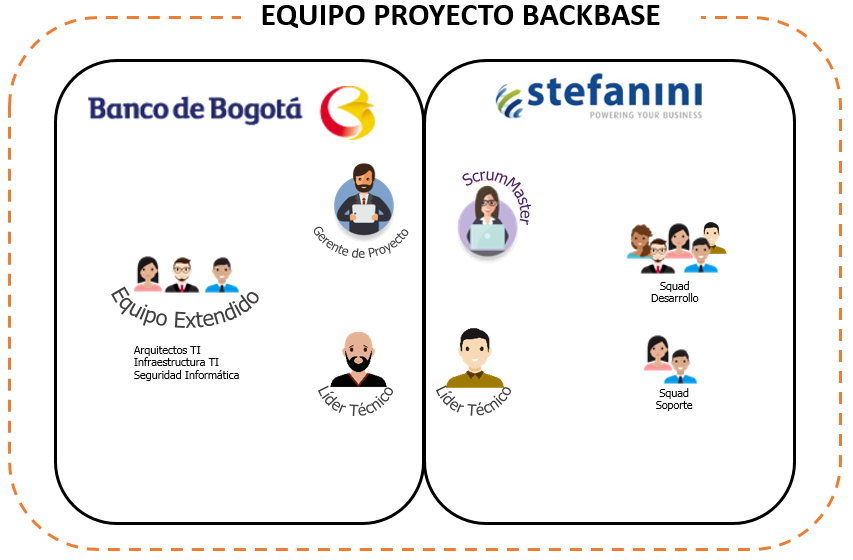 EQUIPO PROYECTO BACKBASE
Banco de Bogotá
Gerente de Proyecto
Equipo Extendido
Arquitectos TI
Infraestructura TI
Seguridad Informática
Líder Técnico
stefanini
POWERING YOUR BUSINESS
ScrumMaster
Squad
Desarrollo
Líder Técnico
Squad
Soporte